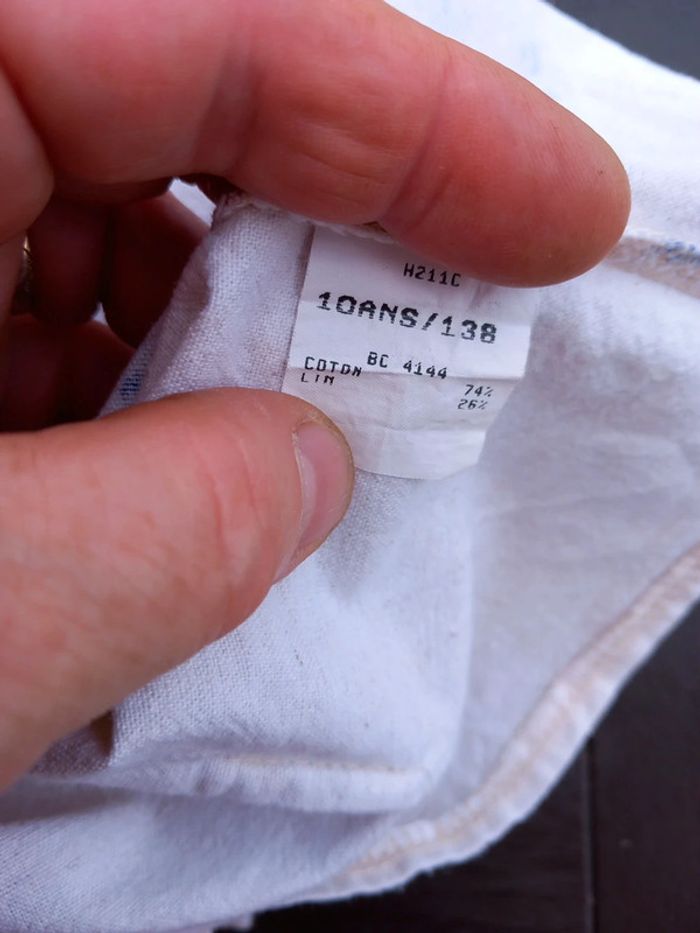 H211C
10ANS/138
BC 4144
COTON 74%
LIN 26%